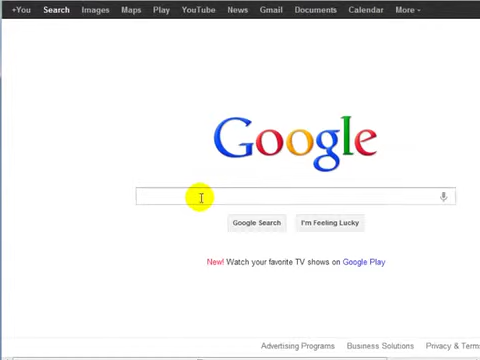 +You Search Images Maps Play YouTube News Gmail Documents Calendar More
Google
Google Search I'm Feeling Lucky
New! Watch your favorite TV shows on Google Play
Advertising Programs Business Solutions Privacy & Term